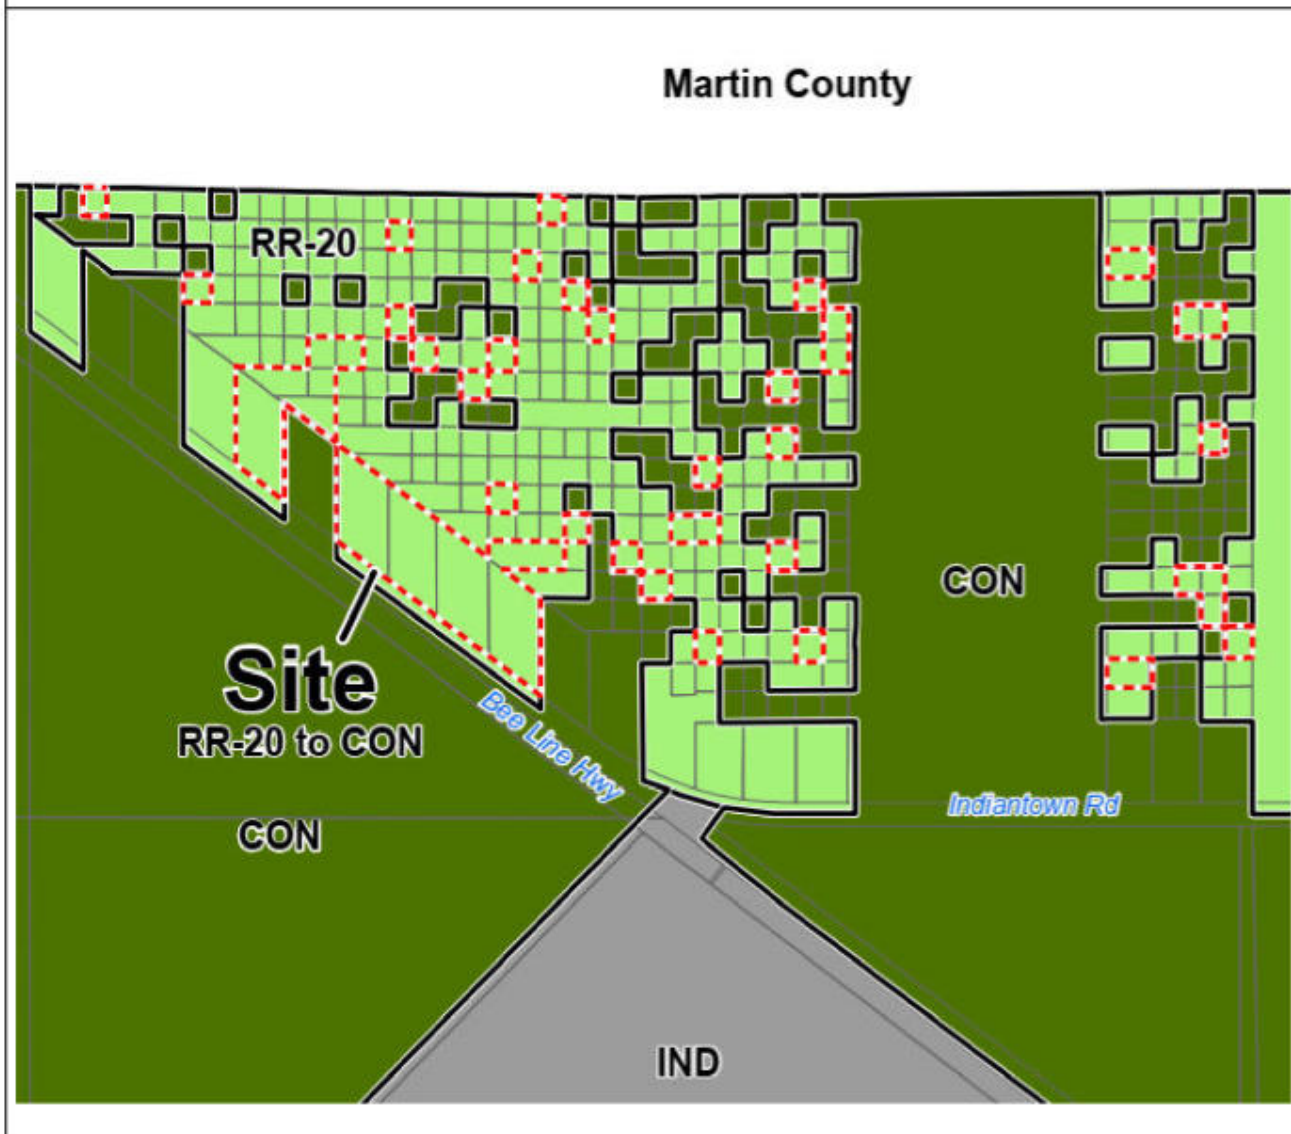 Martin County
RR-20
CON
Site
RR-20 to CON
Bee Line Hwy
Indiantown Rd
CON
IND